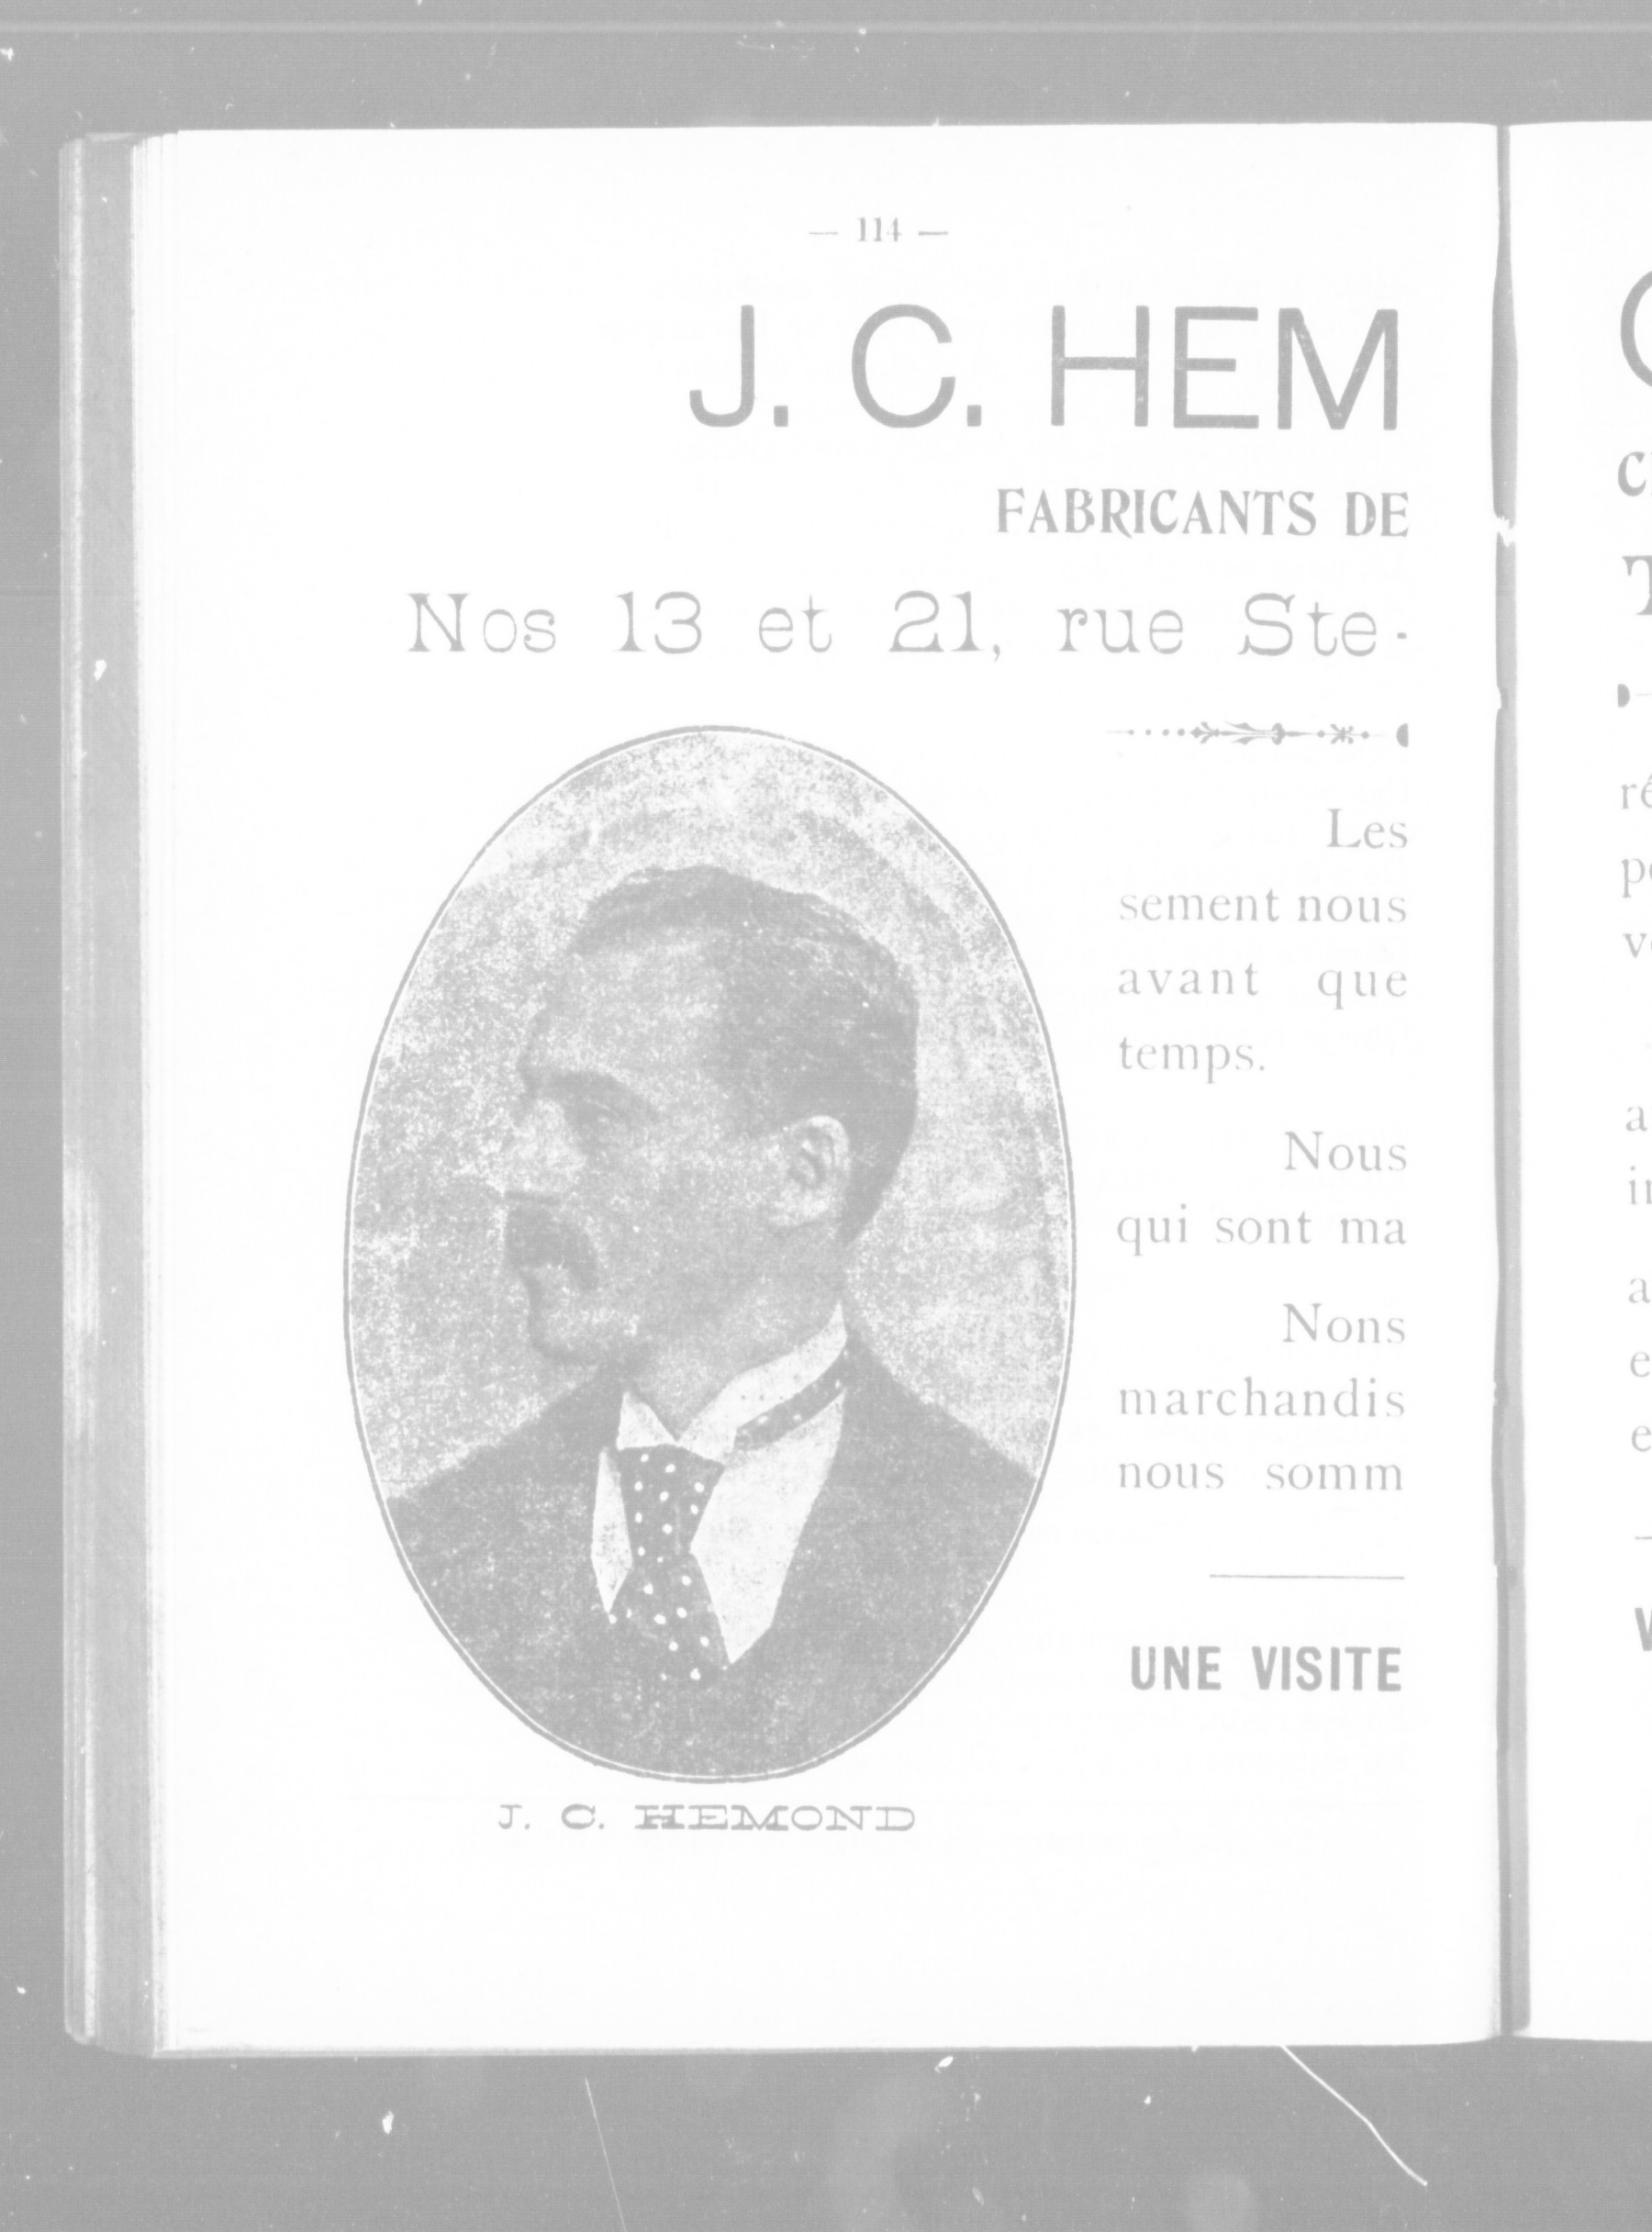 — 114 —
J. C. HEM
FABRICANTS DE
Nos 13 et 21, rue Ste-
Les
sement nous
avant que
temps.
Nous
qui sont ma
Nons
marchandis
nous somm
UNE VISITE
J. C. HEMOND